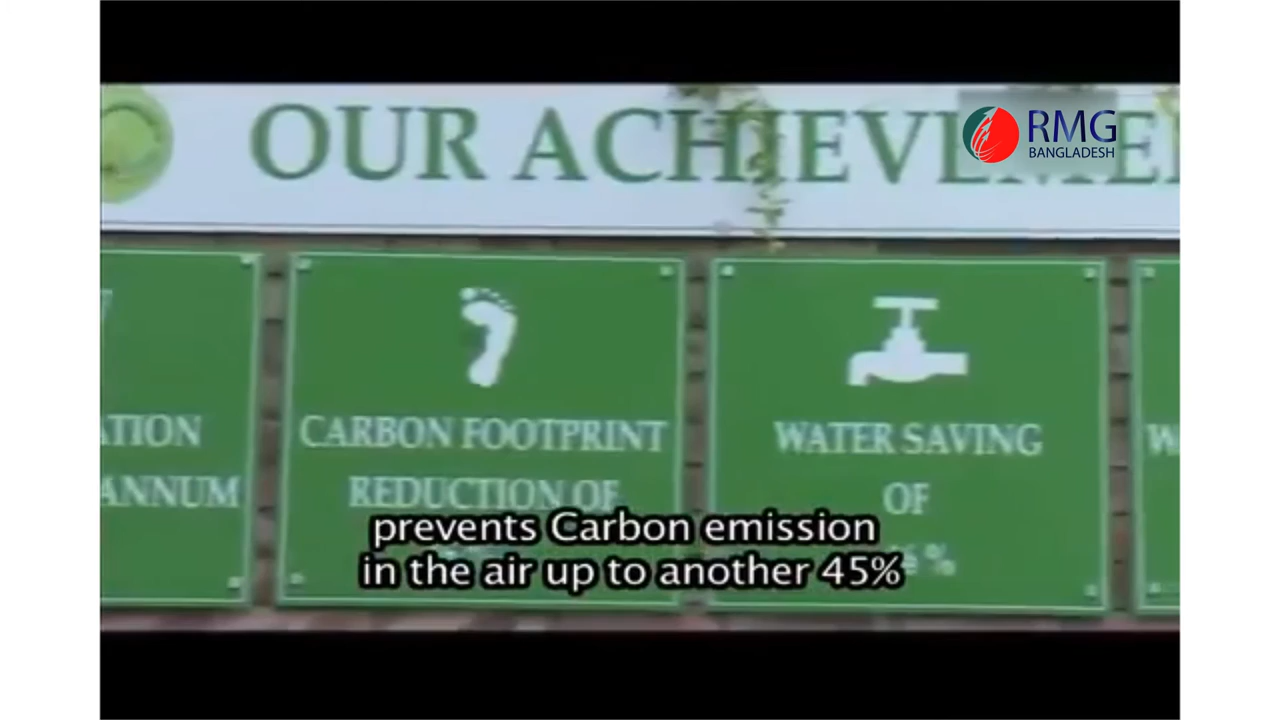 OUR ACHIEVEME
RMG
BANGLADESH
ATION
ANNUM
CARBON FOOTPRINT
REDUCTION OF
WATER SAVING
OF
%
W
prevents Carbon emission
in the air up to another 45%